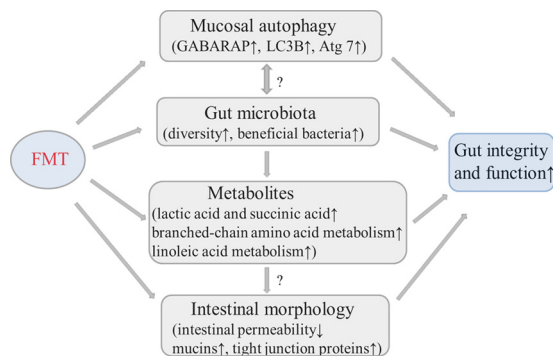 Mucosal autophagy
(GABARAP↑, LC3B↑, Atg 7↑)
?
Gut microbiota
(diversity↑, beneficial bacteria↑)
FMT
Gut integrity
and function↑
Metabolites
(lactic acid and succinic acid↑
branched-chain amino acid metabolism↑
linoleic acid metabolism↑)
?
Intestinal morphology
(intestinal permeability↓
mucins↑, tight junction proteins↑)